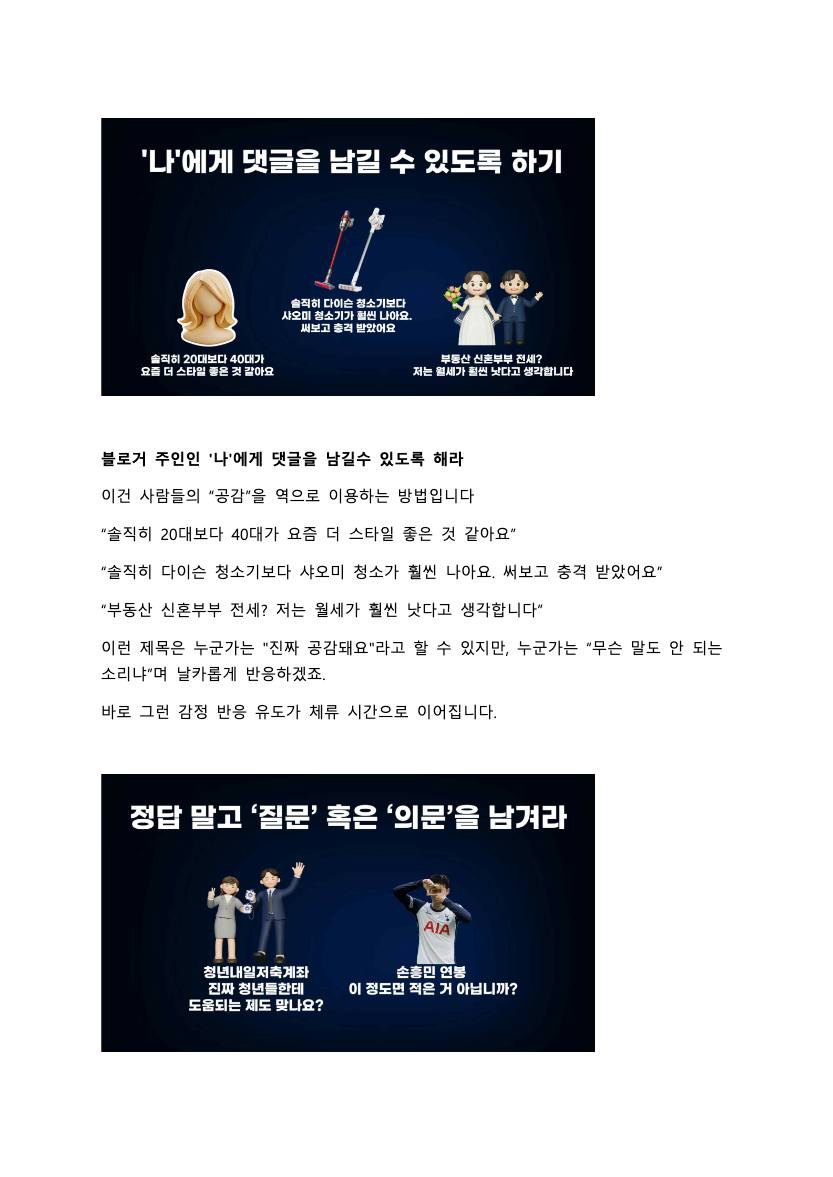 '나'에게 댓글을 남길 수 있도록 하기
솔직히 다이슨 청소기보다
샤오미 청소기가 훨씬 나아요.
써보고 충격 받았어요
솔직히 20대보다 40대가
요즘 더 스타일 좋은 것 같아요
부동산 신혼부부 전세?
저는 월세가 훨씬 낫다고 생각합니다
블로거 주인인 '나'에게 댓글을 남길수 있도록 해라
이건 사람들의 “공감”을 역으로 이용하는 방법입니다
“솔직히 20대보다 40대가 요즘 더 스타일 좋은 것 같아요”
“솔직히 다이슨 청소기보다 샤오미 청소가 훨씬 나아요. 써보고 충격 받았어요”
“부동산 신혼부부 전세? 저는 월세가 훨씬 낫다고 생각합니다”
이런 제목은 누군가는 "진짜 공감돼요"라고 할 수 있지만, 누군가는 “무슨 말도 안 되는
소리냐”며 날카롭게 반응하겠죠.
바로 그런 감정 반응 유도가 체류 시간으로 이어집니다.
정답 말고 ‘질문’ 혹은 ‘의문’을 남겨라
AIA
청년내일저축계좌
진짜 청년들한테
도움되는 제도 맞나요?
손흥민 연봉
이 정도면 적은 거 아닙니까?